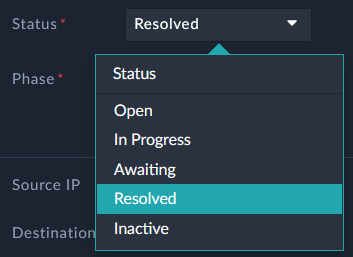 Status* Resolved
Phase*
Status
Open
In Progress
Awaiting
Source IP
Resolved
Destination
Inactive